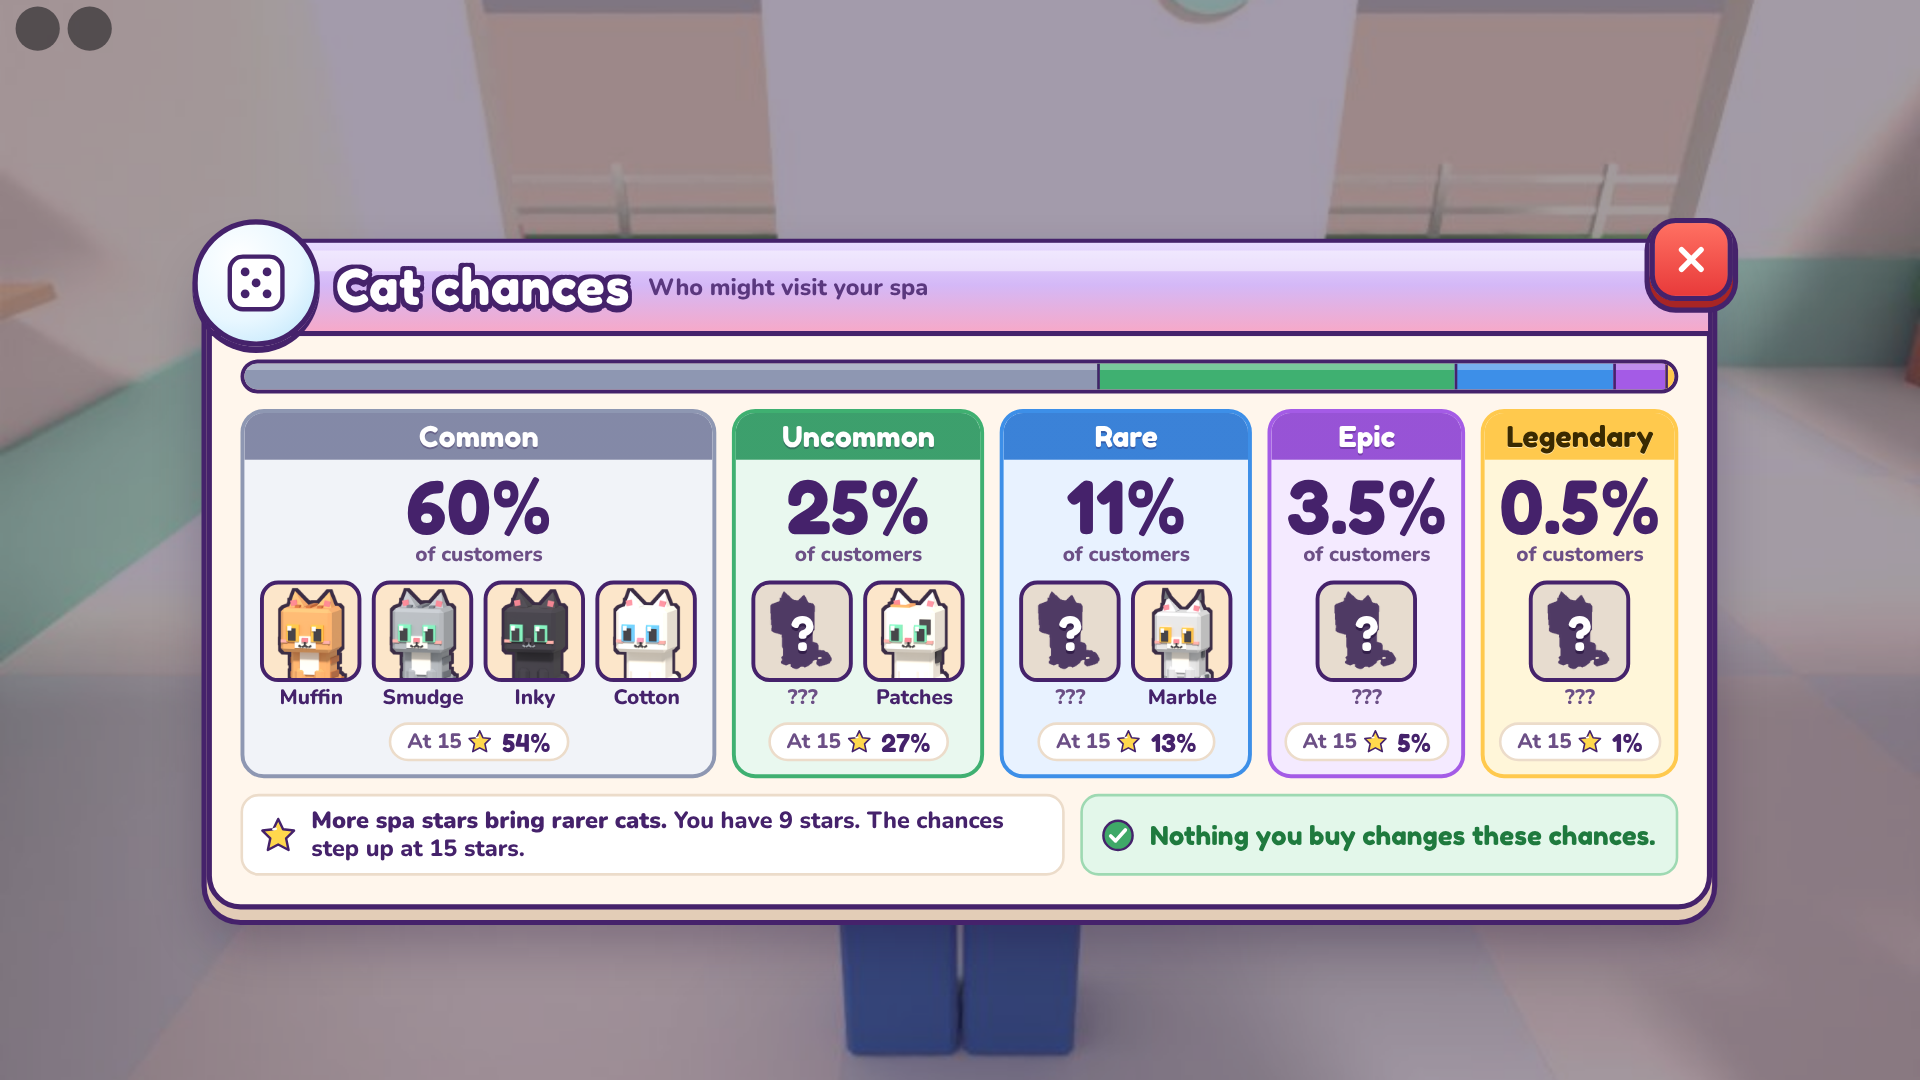 Cat chances
Who might visit your spa
Common
60%
of customers
Muffin
Smudge
Inky
Cotton
At 15 54%
Uncommon
25%
of customers
?
???
Patches
At 15 27%
Rare
11%
of customers
?
???
Marble
At 15 13%
Epic
3.5%
of customers
?
???
At 15 5%
Legendary
0.5%
of customers
?
???
At 15 1%
More spa stars bring rarer cats. You have 9 stars. The chances
step up at 15 stars.
Nothing you buy changes these chances.